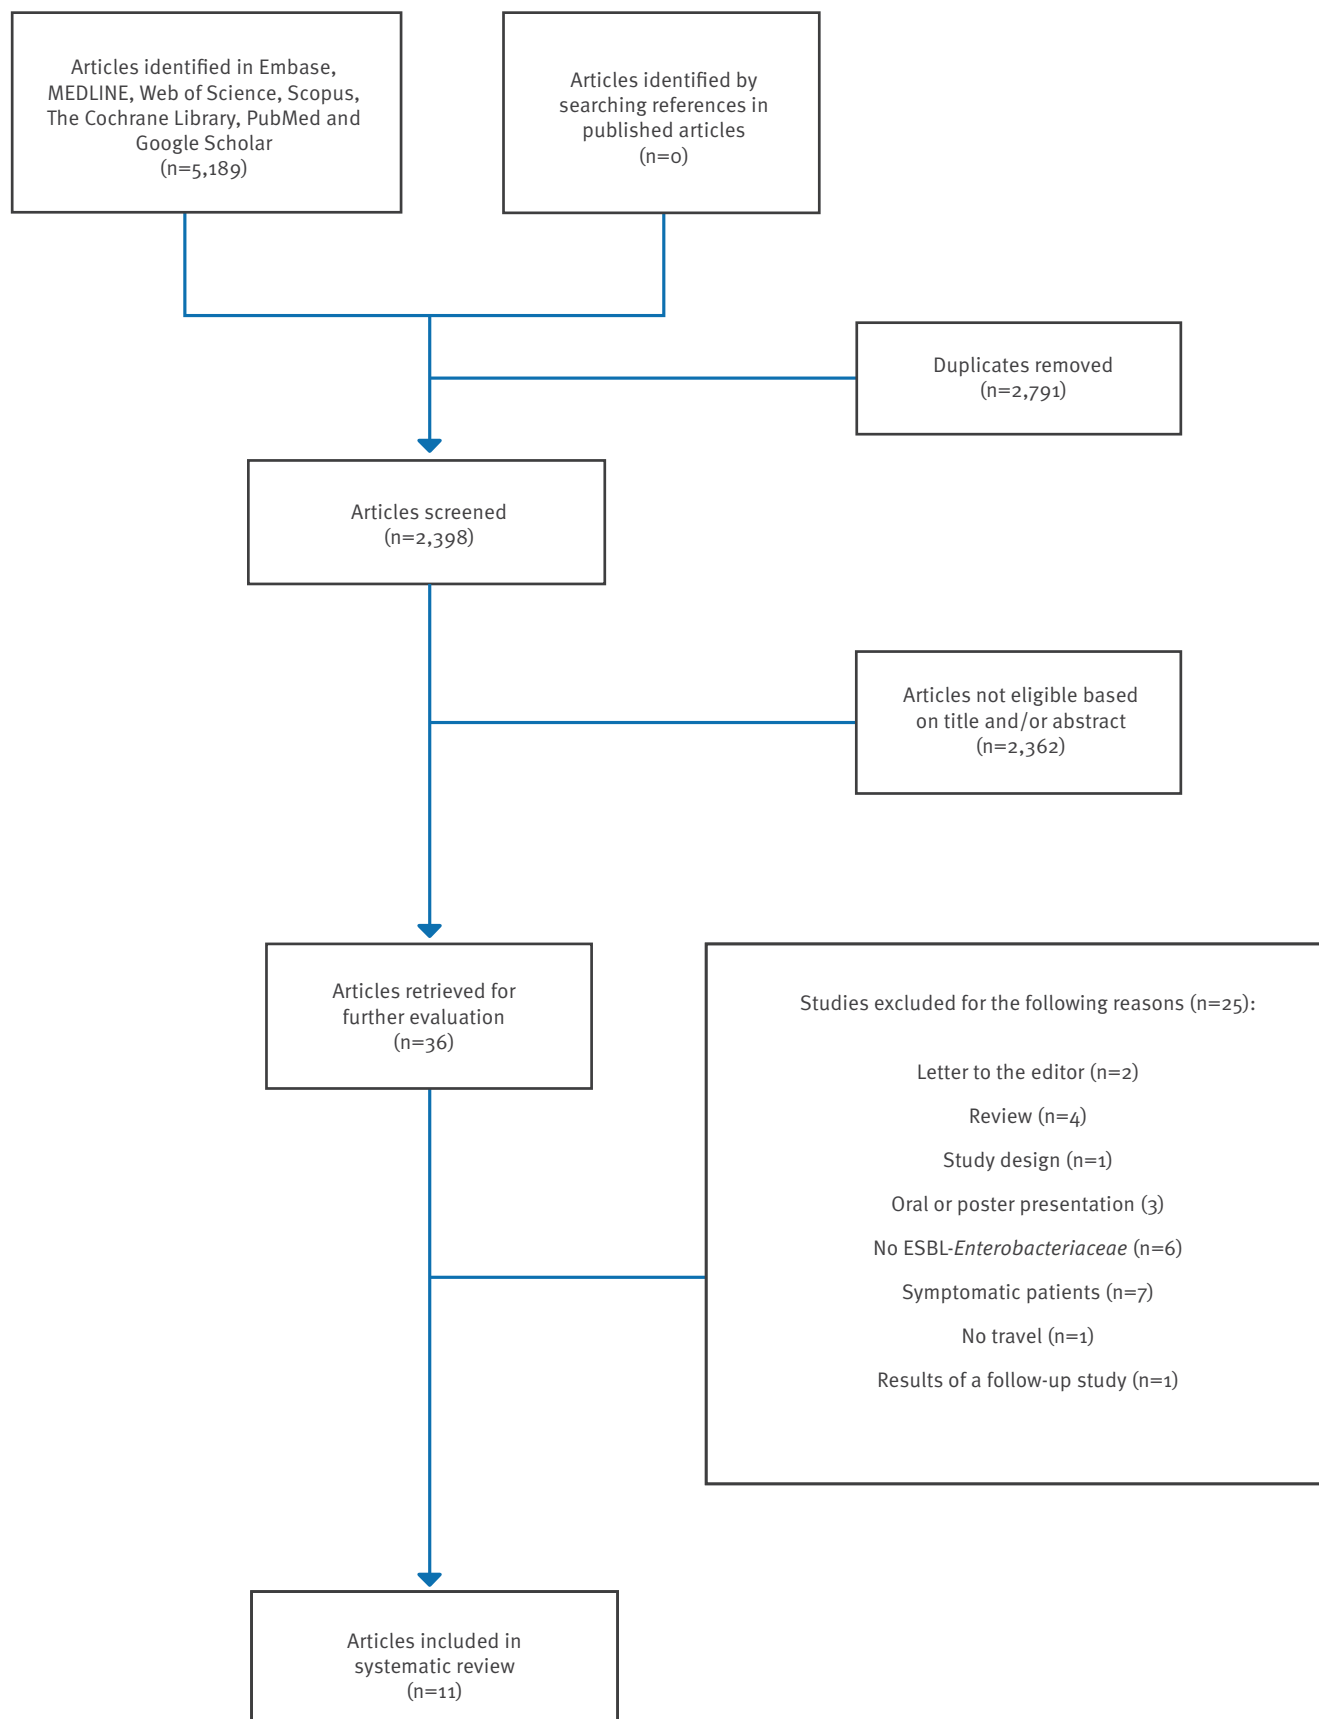 Articles identified in Embase,
MEDLINE, Web of Science, Scopus,
The Cochrane Library, PubMed and
Google Scholar
(n=5,189)
Articles identified by
searching references in
published articles
(n=0)
Duplicates removed
(n=2,791)
Articles screened
(n=2,398)
Articles not eligible based
on title and/or abstract
(n=2,362)
Articles retrieved for
further evaluation
(n=36)
Studies excluded for the following reasons (n=25):
Letter to the editor (n=2)
Review (n=4)
Study design (n=1)
Oral or poster presentation (3)
No ESBL-Enterobacteriaceae (n=6)
Symptomatic patients (n=7)
No travel (n=1)
Results of a follow-up study (n=1)
Articles included in
systematic review
(n=11)